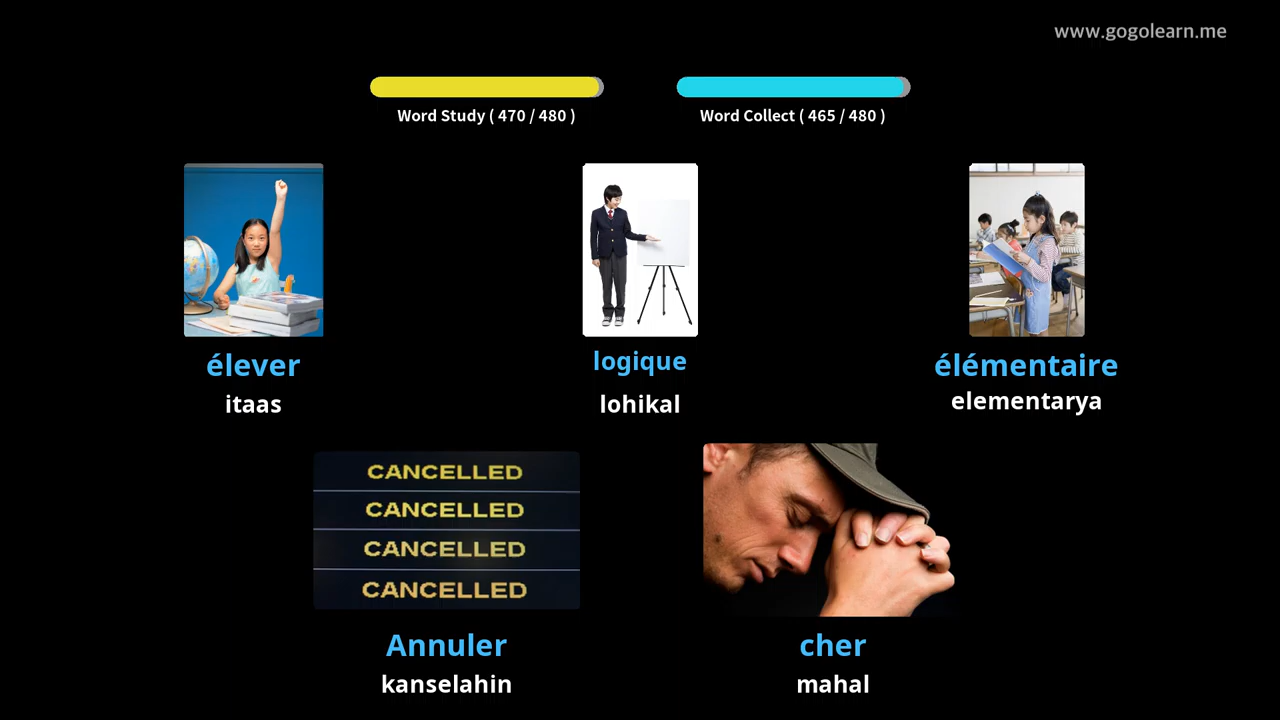 www.gogolearn.me
Word Study ( 470 / 480 )
Word Collect ( 465 / 480 )
élever
itaas
logique
lohikal
élémentaire
elementarya
CANCELLED
CANCELLED
CANCELLED
CANCELLED
Annuler
kanselahin
cher
mahal